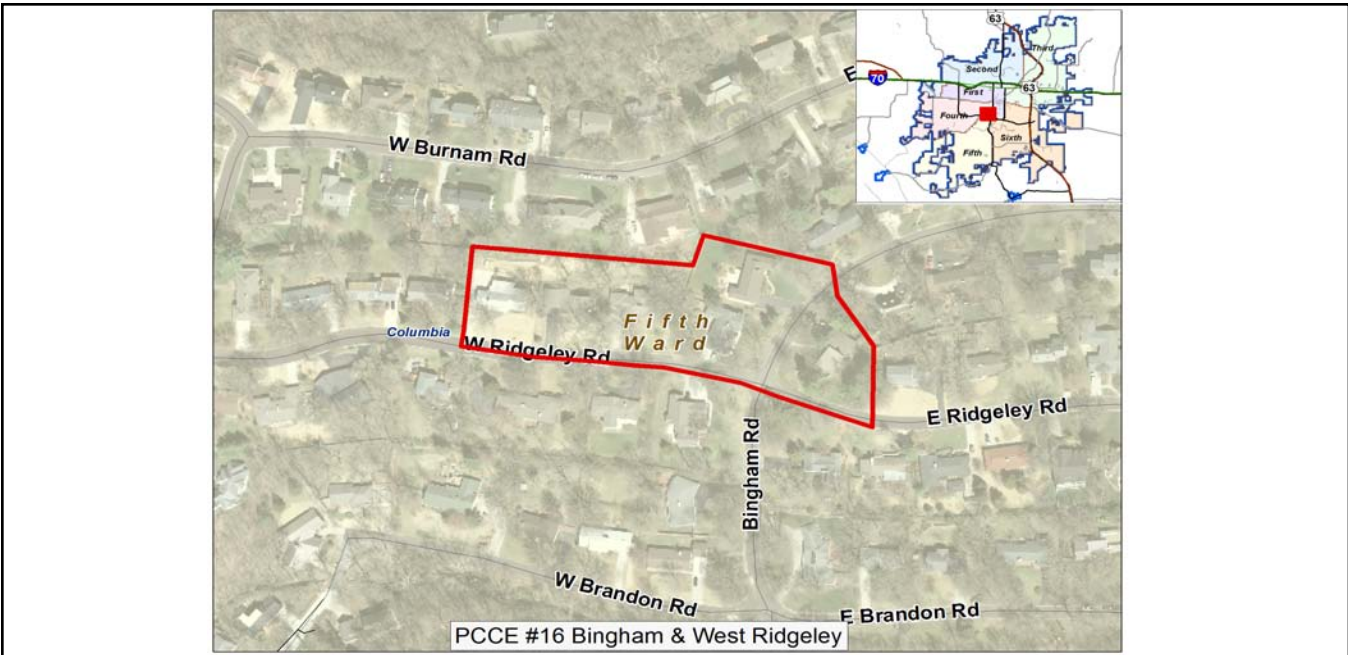 63
Third
Second
70
63
First
Fourth
Sixth
Fifth
E
W Burnam Rd
Fifth
Ward
Columbia
W Ridgeley Rd
E Ridgeley Rd
Bingham Rd
W Brandon Rd
E Brandon Rd
PCCE #16 Bingham & West Ridgeley